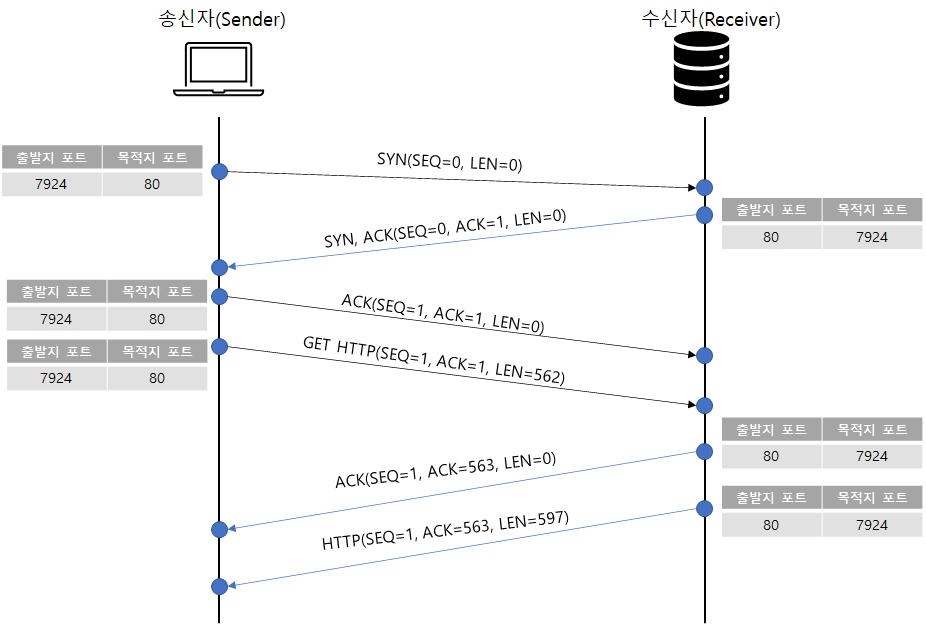 송신자(Sender)
수신자(Receiver)
출발지 포트 목적지 포트
7924 80
SYN(SEQ=0, LEN=0)
출발지 포트 목적지 포트
80 7924
SYN, ACK(SEQ=0, ACK=1, LEN=0)
출발지 포트 목적지 포트
7924 80
ACK(SEQ=1, ACK=1, LEN=0)
출발지 포트 목적지 포트
7924 80
GET HTTP(SEQ=1, ACK=1, LEN=562)
출발지 포트 목적지 포트
80 7924
ACK(SEQ=1, ACK=563, LEN=0)
출발지 포트 목적지 포트
80 7924
HTTP(SEQ=1, ACK=563, LEN=597)